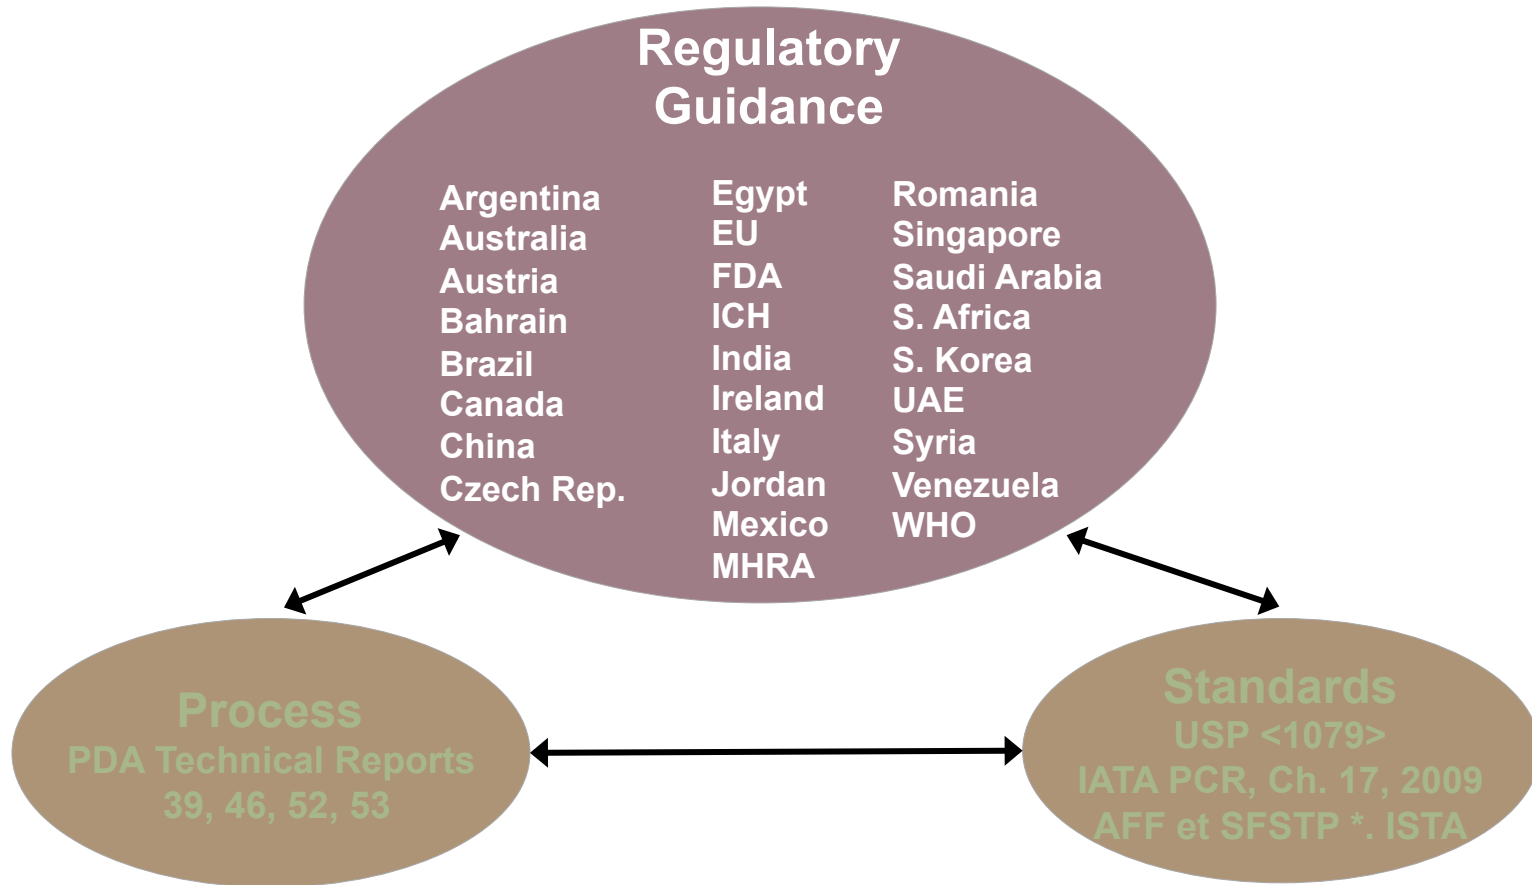 Regulatory
Guidance
Argentina
Australia
Austria
Bahrain
Brazil
Canada
China
Czech Rep.
Egypt
EU
FDA
ICH
India
Ireland
Italy
Jordan
Mexico
MHRA
Romania
Singapore
Saudi Arabia
S. Africa
S. Korea
UAE
Syria
Venezuela
WHO
Process
PDA Technical Reports
39, 46, 52, 53
Standards
USP <1079>
IATA PCR, Ch. 17, 2009
AFF et SFSTP *. ISTA